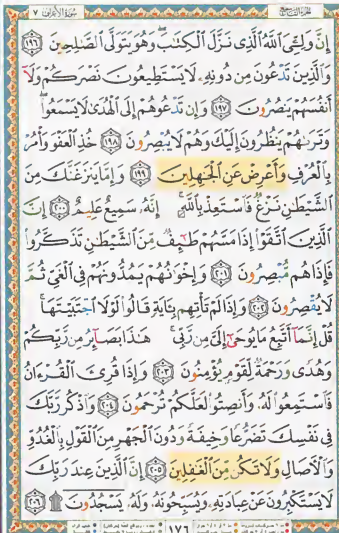 سُورَةُ الْأَعْرَافِ ٧
إِنَّ وَلِـِّۧيَ ٱللَّهُ ٱلَّذِى نَزَّلَ ٱلْكِتَٰبَ ۖ وَهُوَ يَتَوَلَّى ٱلصَّٰلِحِينَ ١٩٦
وَٱلَّذِينَ تَدْعُونَ مِن دُونِهِۦ لَا يَسْتَطِيعُونَ نَصْرَكُمْ وَلَآ
أَنفُسَهُمْ يَنصُرُونَ ١٩٧ وَإِن تَدْعُوهُمْ إِلَى ٱلْهُدَىٰ لَا يَسْمَعُوا۟ ۖ
وَتَرَىٰهُمْ يَنظُرُونَ إِلَيْكَ وَهُمْ لَا يُبْصِرُونَ ١٩٨ خُذِ ٱلْعَفْوَ وَأْمُرْ
بِٱلْعُرْفِ وَأَعْرِضْ عَنِ ٱلْجَٰهِلِينَ ١٩٩ وَإِمَّا يَنزَغَنَّكَ مِنَ
ٱلشَّيْطَٰنِ نَزْغٌ فَٱسْتَعِذْ بِٱللَّهِ ۚ إِنَّهُۥ سَمِيعٌ عَلِيمٌ ٢٠٠ إِنَّ
ٱلَّذِينَ ٱتَّقَوْا۟ إِذَا مَسَّهُمْ طَٰٓئِفٌ مِّنَ ٱلشَّيْطَٰنِ تَذَكَّرُوا۟
فَإِذَا هُم مُّبْصِرُونَ ٢٠١ وَإِخْوَٰنُهُمْ يَمُدُّونَهُمْ فِى ٱلْغَىِّ ثُمَّ
لَا يُقْصِرُونَ ٢٠٢ وَإِذَا لَمْ تَأْتِهِم بِـَٔايَةٍ قَالُوا۟ لَوْلَا ٱجْتَبَيْتَهَا ۚ
قُلْ إِنَّمَآ أَتَّبِعُ مَا يُوحَىٰٓ إِلَىَّ مِن رَّبِّى ۚ هَٰذَا بَصَآئِرُ مِن رَّبِّكُمْ
وَهُدًى وَرَحْمَةٌ لِّقَوْمٍ يُؤْمِنُونَ ٢٠٣ وَإِذَا قُرِئَ ٱلْقُرْءَانُ
فَٱسْتَمِعُوا۟ لَهُۥ وَأَنصِتُوا۟ لَعَلَّكُمْ تُرْحَمُونَ ٢٠٤ وَٱذْكُر رَّبَّكَ
فِى نَفْسِكَ تَضَرُّعًا وَخِيفَةً وَدُونَ ٱلْجَهْرِ مِنَ ٱلْقَوْلِ بِٱلْغُدُوِّ
وَٱلْـَٔاصَالِ وَلَا تَكُن مِّنَ ٱلْغَٰفِلِينَ ٢٠٥ إِنَّ ٱلَّذِينَ عِندَ رَبِّكَ
لَا يَسْتَكْبِرُونَ عَنْ عِبَادَتِهِۦ وَيُسَبِّحُونَهُۥ وَلَهُۥ يَسْجُدُونَ ۩ ٢٠٦
١٧٦